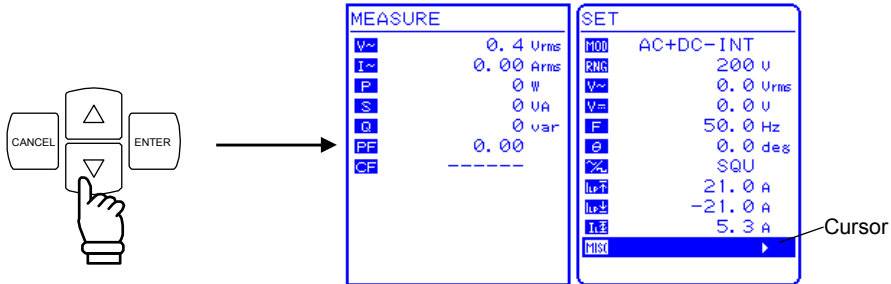 CANCEL
ENTER
MEASURE
V~ 0.4 Vrms
I~ 0.00 Arms
P 0 W
S 0 VA
Q 0 var
PF 0.00
CF ------
SET
MOD AC+DC-INT
RNG 200 V
V~ 0.0 Vrms
V= 0.0 V
F 50.0 Hz
θ 0.0 deg
SQU
21.0 A
-21.0 A
5.3 A
MISC
Cursor